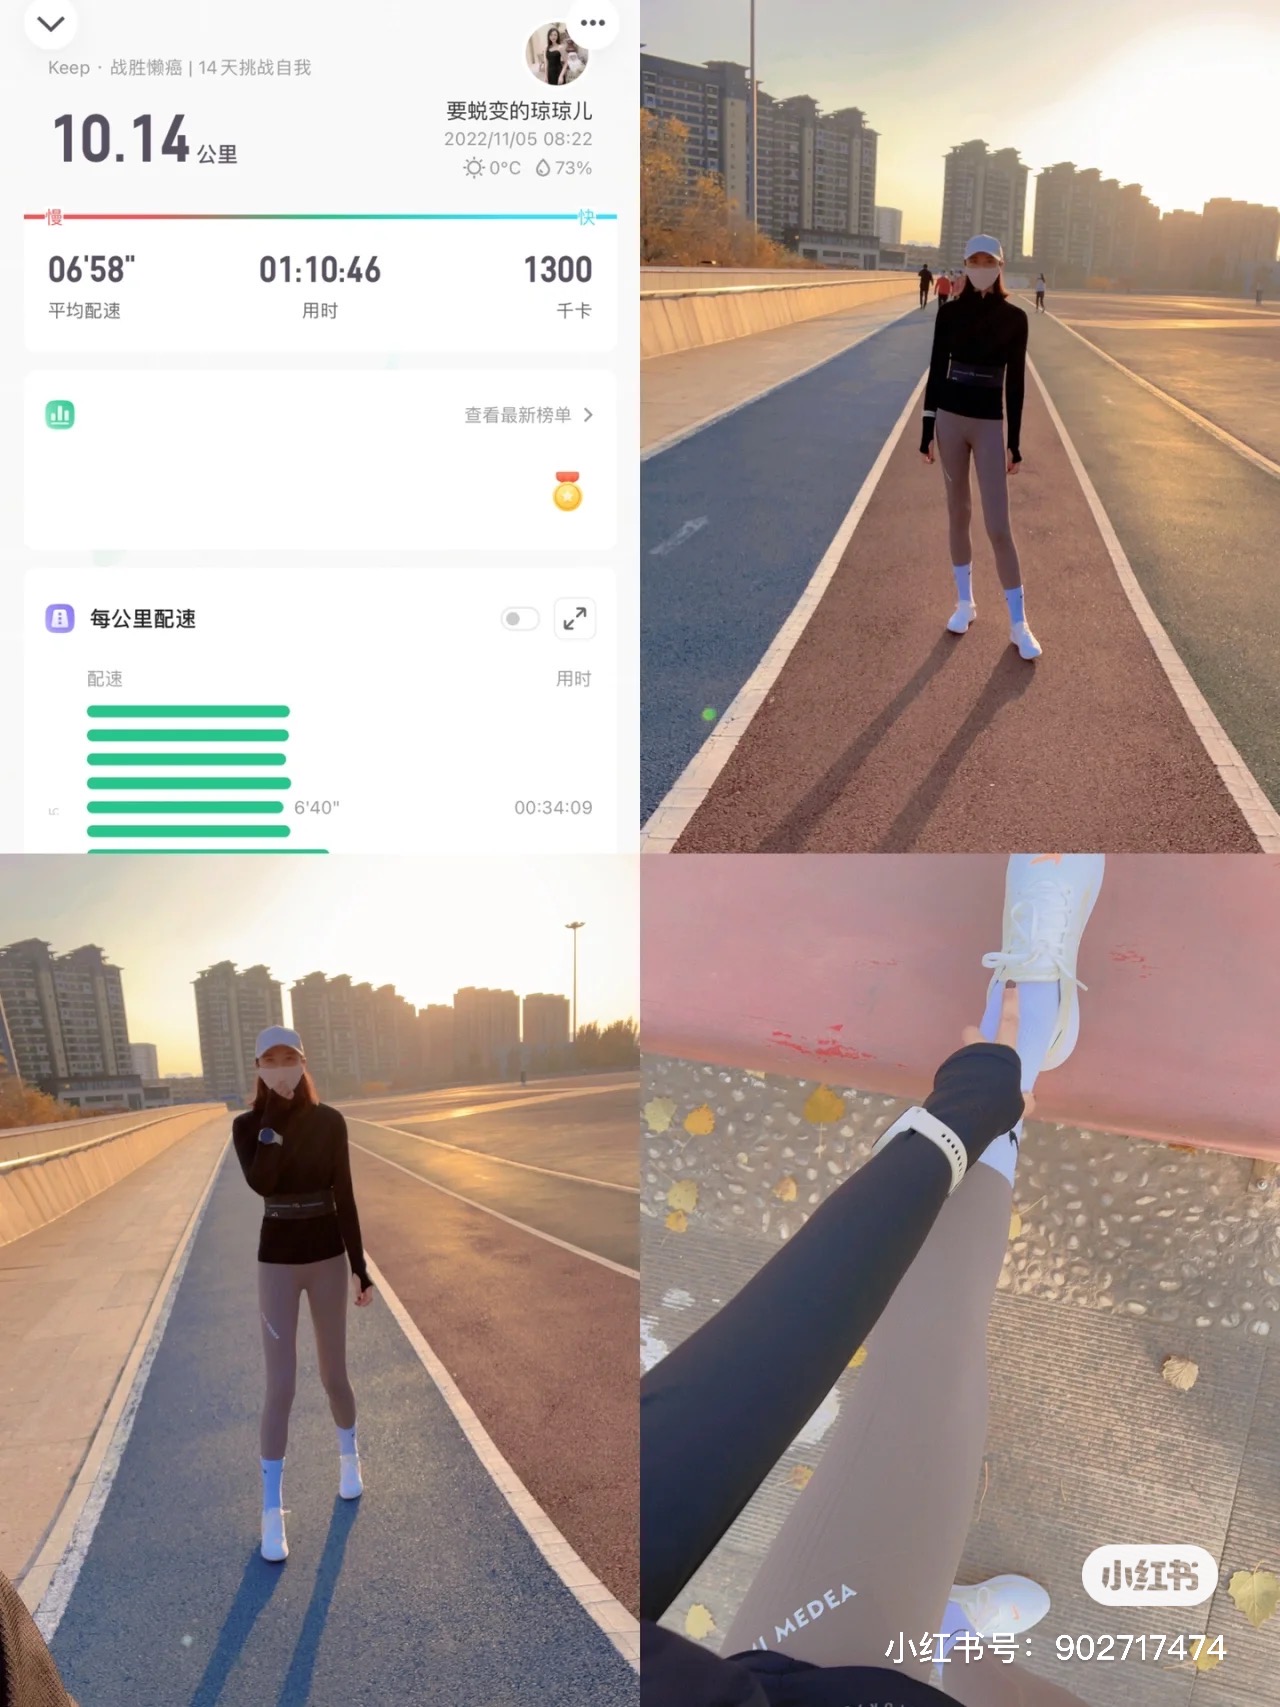 Keep · 战胜懒癌 | 14天挑战自我
10.14 公里
要蜕变的琼琼儿
2022/11/05 08:22
0°C 73%
慢 快
06'58" 01:10:46 1300
平均配速 用时 千卡
查看最新榜单
每公里配速
配速 用时
6'40" 00:34:09
MEDEA
小红书
小红书号：902717474